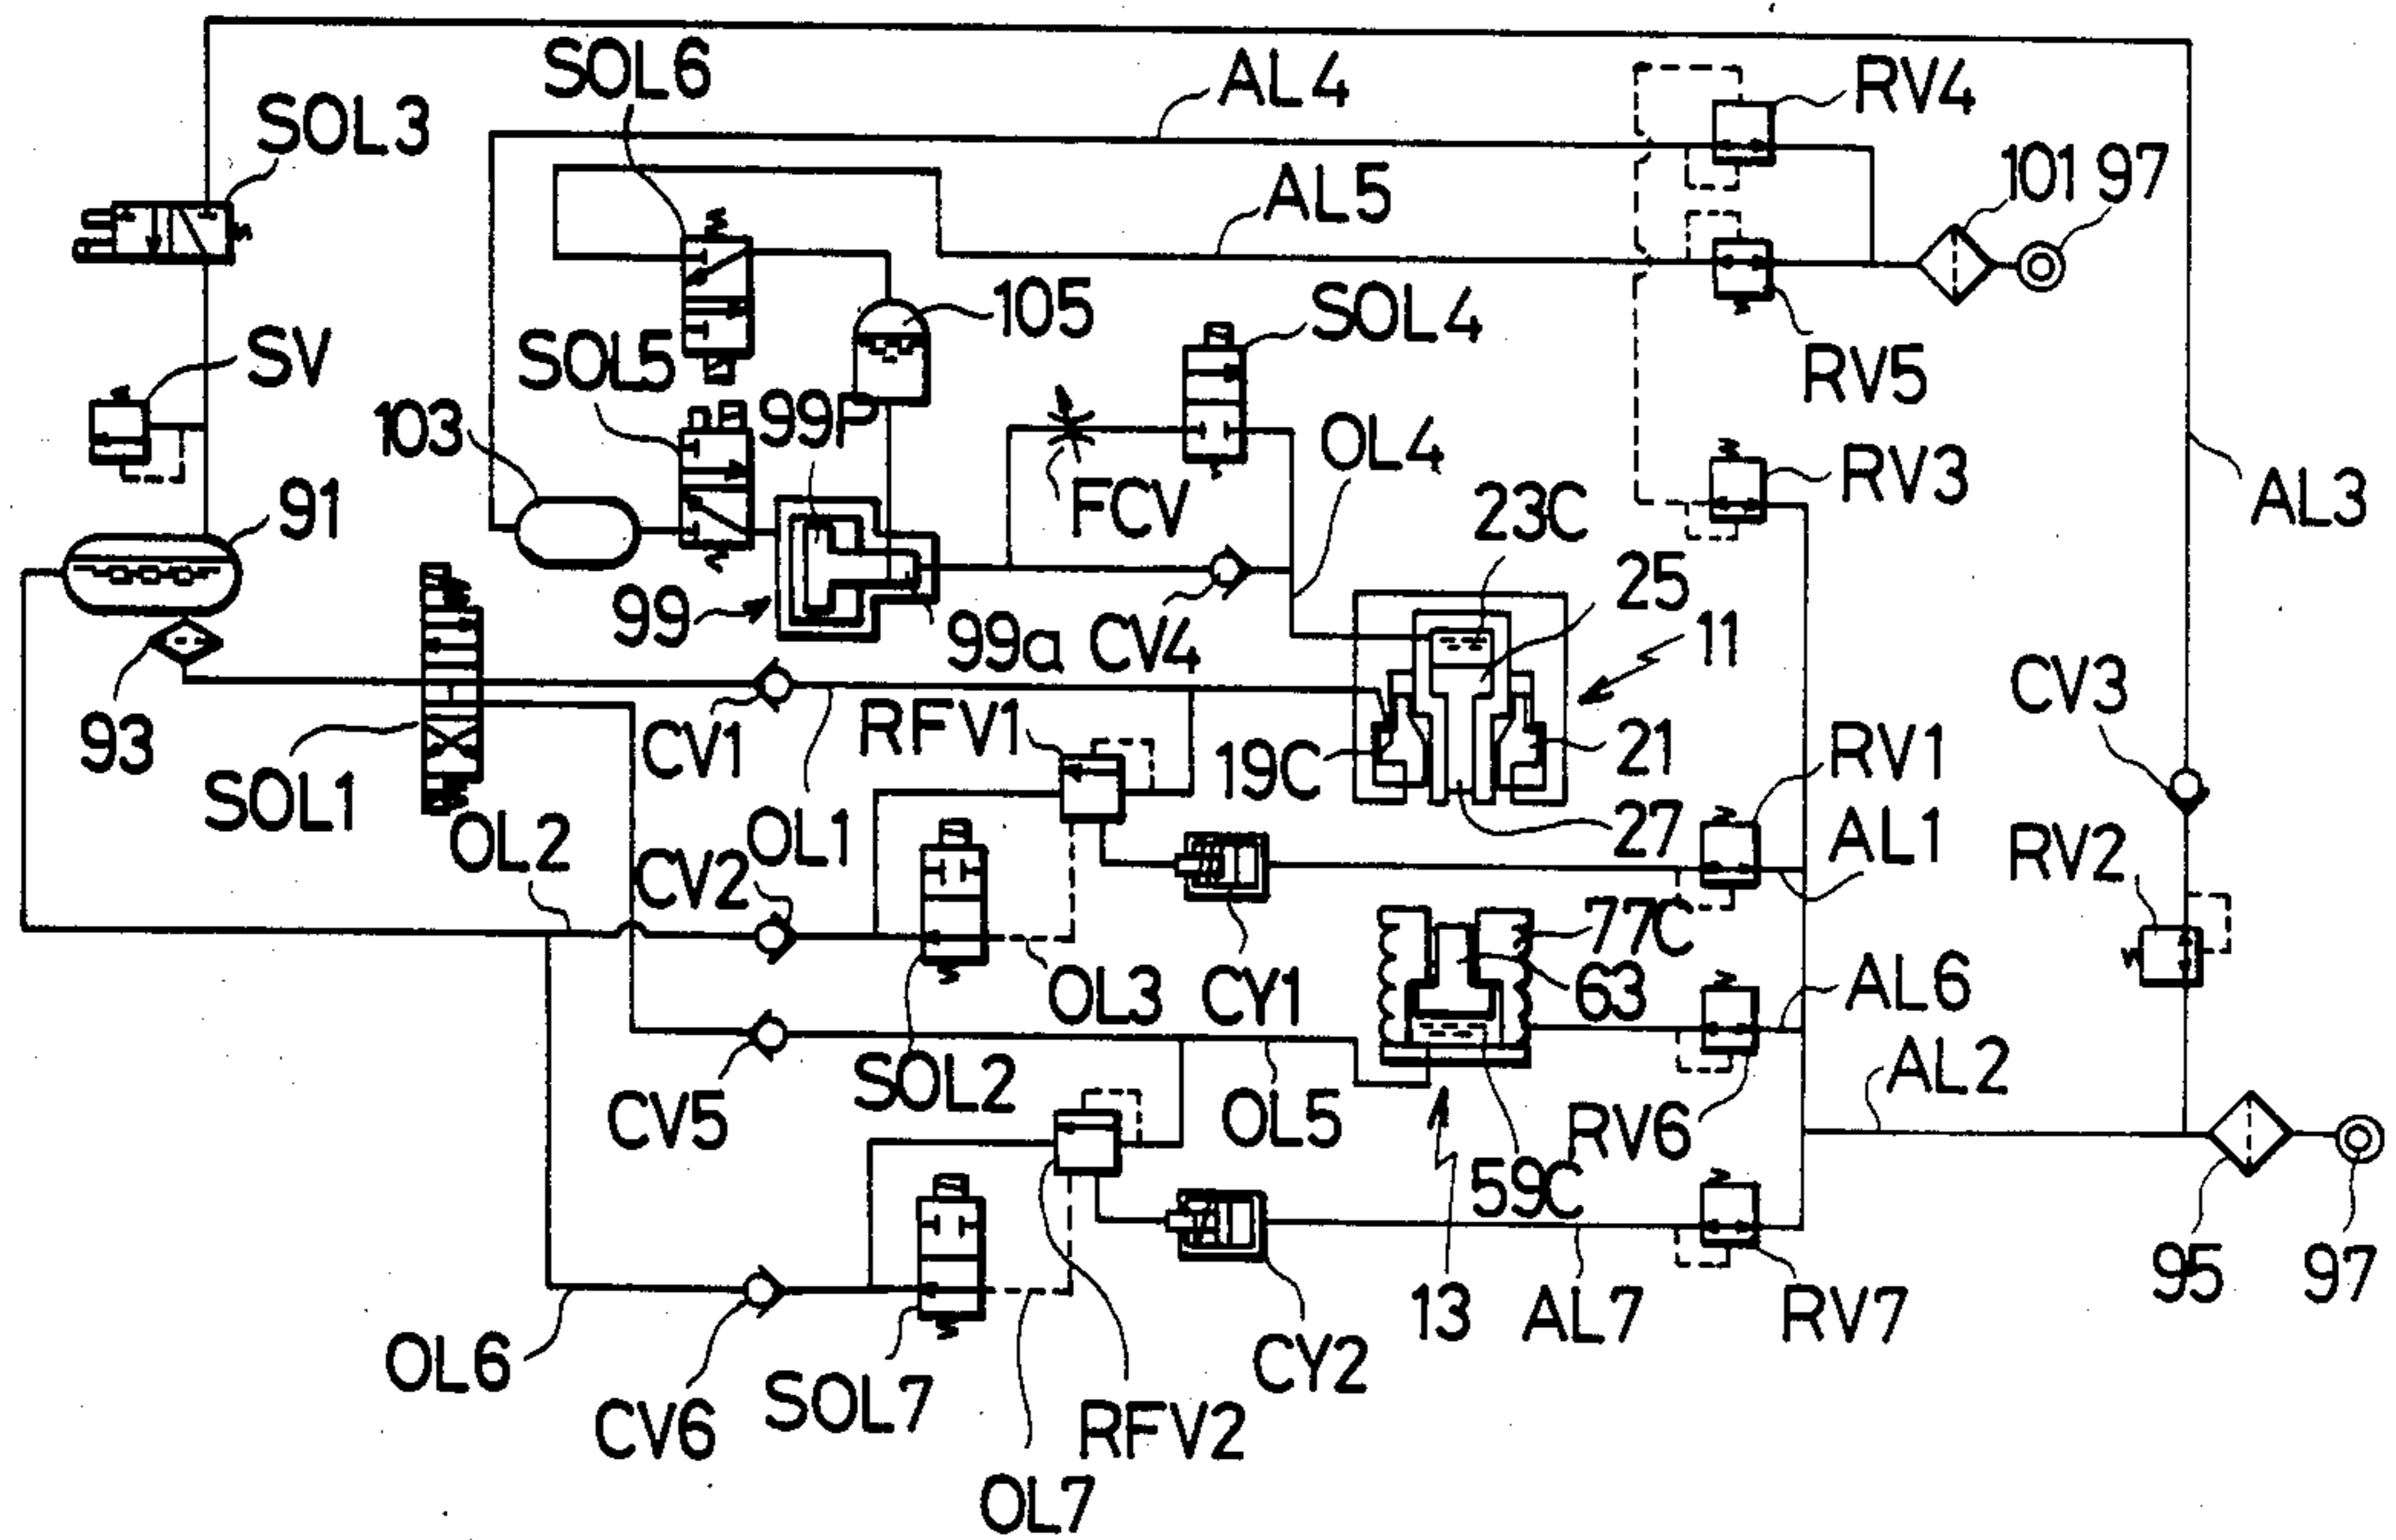 SOL6
AL4
RV4
SOL3
101
97
AL5
105
SOL4
SV
SOL5
RV5
103
99P
OL4
RV3
AL3
91
FCV
23C
25
99
99a
CV4
11
CV3
93
CV1
RFV1
19C
21
RV1
SOL1
OL2
OL1
27
AL1
RV2
CV2
77C
OL3
CY1
63
AL6
SOL2
AL2
CV5
OL5
RV6
59C
95
97
13
AL7
RV7
OL6
CY2
CV6
SOL7
RFV2
OL7